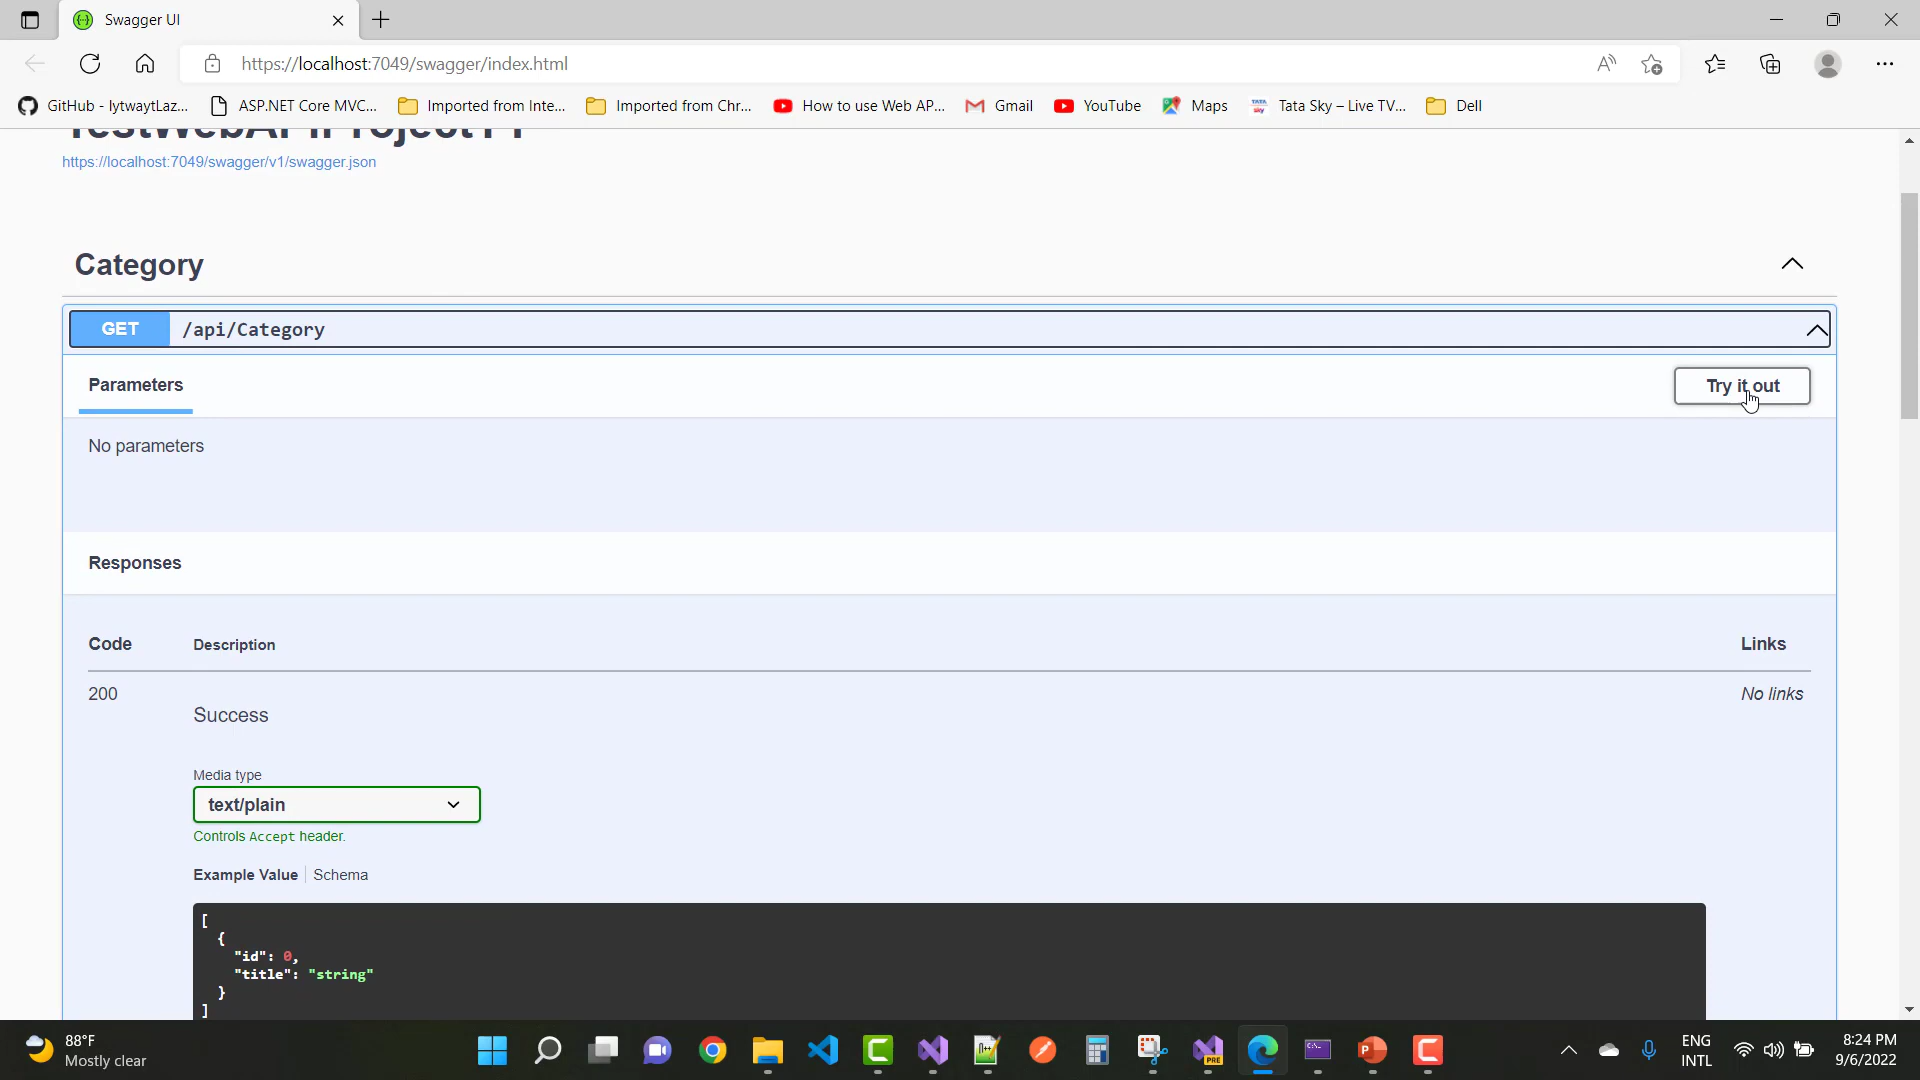 Swagger UI
https://localhost:7049/swagger/index.html
GitHub - lytwaytLaz... ASP.NET Core MVC... Imported from Inte... Imported from Chr... How to use Web AP... Gmail YouTube Maps Tata Sky – Live TV... Dell
https://localhost:7049/swagger/v1/swagger.json
Category
GET /api/Category
Parameters
Try it out
No parameters
Responses
Code Description Links
200 No links
Success
Media type
text/plain
Controls Accept header.
Example Value Schema
[
{
"id": 0,
"title": "string"
}
]
88°F
Mostly clear
PRE
ENG
INTL
8:24 PM
9/6/2022